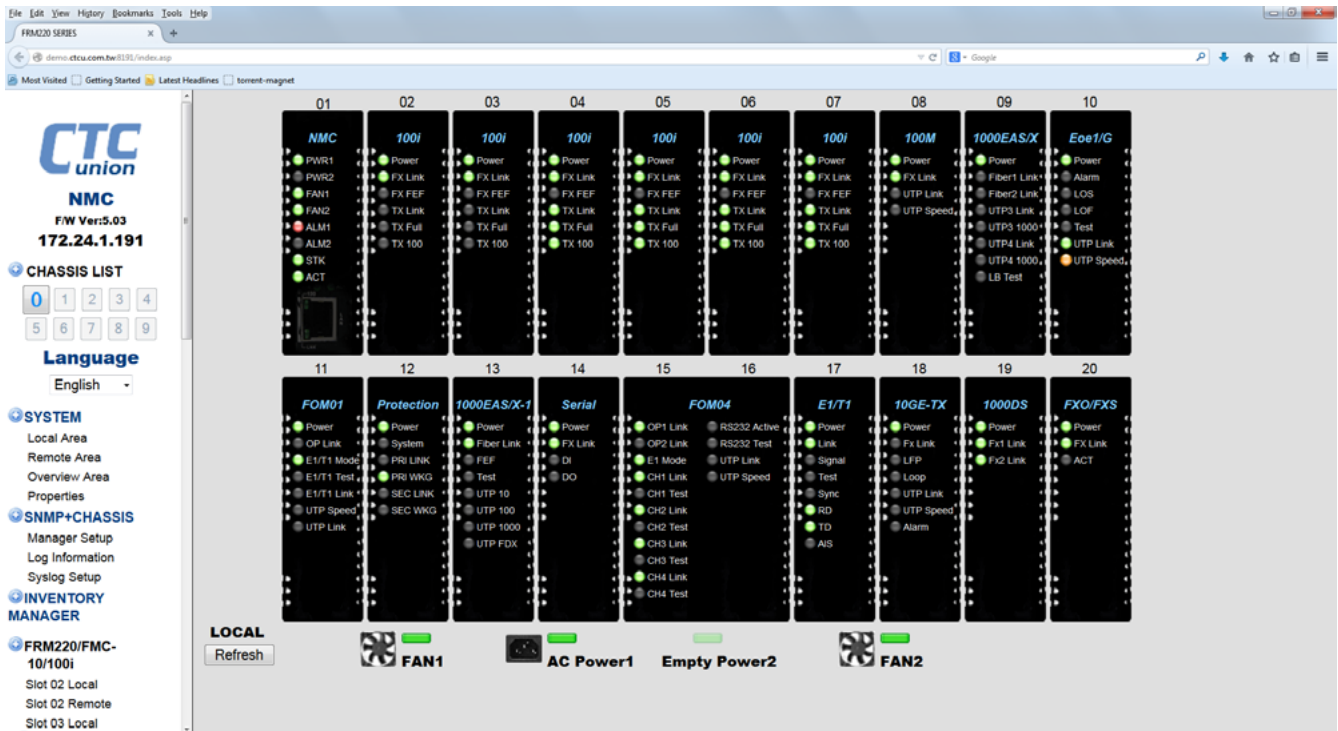 File Edit View History Bookmarks Tools Help
FRM220 SERIES x +
demo.ctcu.com.tw:8191/index.asp
Google
Most Visited Getting Started Latest Headlines torrent-magnet
CTC
union
NMC
F/W Ver:5.03
172.24.1.191
CHASSIS LIST
0 1 2 3 4
5 6 7 8 9
Language
English
SYSTEM
Local Area
Remote Area
Overview Area
Properties
SNMP+CHASSIS
Manager Setup
Log Information
Syslog Setup
INVENTORY
MANAGER
FRM220/FMC-
10/100i
Slot 02 Local
Slot 02 Remote
Slot 03 Local
01 02 03 04 05 06 07 08 09 10
NMC
PWR1
PWR2
FAN1
FAN2
ALM1
ALM2
STK
ACT
100i
Power
FX Link
FX FEF
TX Link
TX Full
TX 100
100i
Power
FX Link
FX FEF
TX Link
TX Full
TX 100
100i
Power
FX Link
FX FEF
TX Link
TX Full
TX 100
100i
Power
FX Link
FX FEF
TX Link
TX Full
TX 100
100i
Power
FX Link
FX FEF
TX Link
TX Full
TX 100
100i
Power
FX Link
FX FEF
TX Link
TX Full
TX 100
100M
Power
FX Link
UTP Link
UTP Speed
1000EAS/X
Power
Fiber1 Link
Fiber2 Link
UTP3 Link
UTP3 1000
UTP4 Link
UTP4 1000
LB Test
Eoe1/G
Power
Alarm
LOS
LOF
Test
UTP Link
UTP Speed
11 12 13 14 15 16 17 18 19 20
FOM01
Power
OP Link
E1/T1 Mode
E1/T1 Test
E1/T1 Link
UTP Speed
UTP Link
Protection
Power
System
PRI LINK
PRI WKG
SEC LINK
SEC WKG
1000EAS/X-1
Power
Fiber Link
FEF
Test
UTP 10
UTP 100
UTP 1000
UTP FDX
Serial
Power
FX Link
DI
DO
FOM04
OP1 Link
OP2 Link
E1 Mode
CH1 Link
CH1 Test
CH2 Link
CH2 Test
CH3 Link
CH3 Test
CH4 Link
CH4 Test
RS232 Active
RS232 Test
UTP Link
UTP Speed
E1/T1
Power
Link
Signal
Test
Sync
RD
TD
AIS
10GE-TX
Power
Fx Link
LFP
Loop
UTP Link
UTP Speed
Alarm
1000DS
Power
Fx1 Link
Fx2 Link
FXO/FXS
Power
FX Link
ACT
LOCAL
Refresh
FAN1
AC Power1
Empty Power2
FAN2